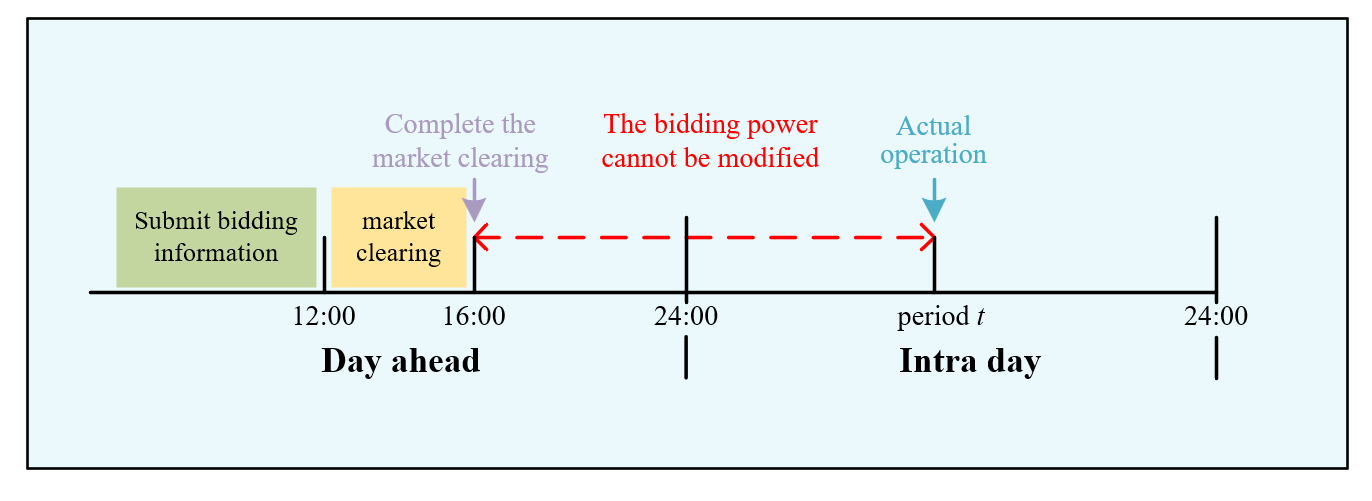 Complete the
market clearing
The bidding power
cannot be modified
Actual
operation
Submit bidding
information
market
clearing
12:00
16:00
24:00
period t
24:00
Day ahead
Intra day